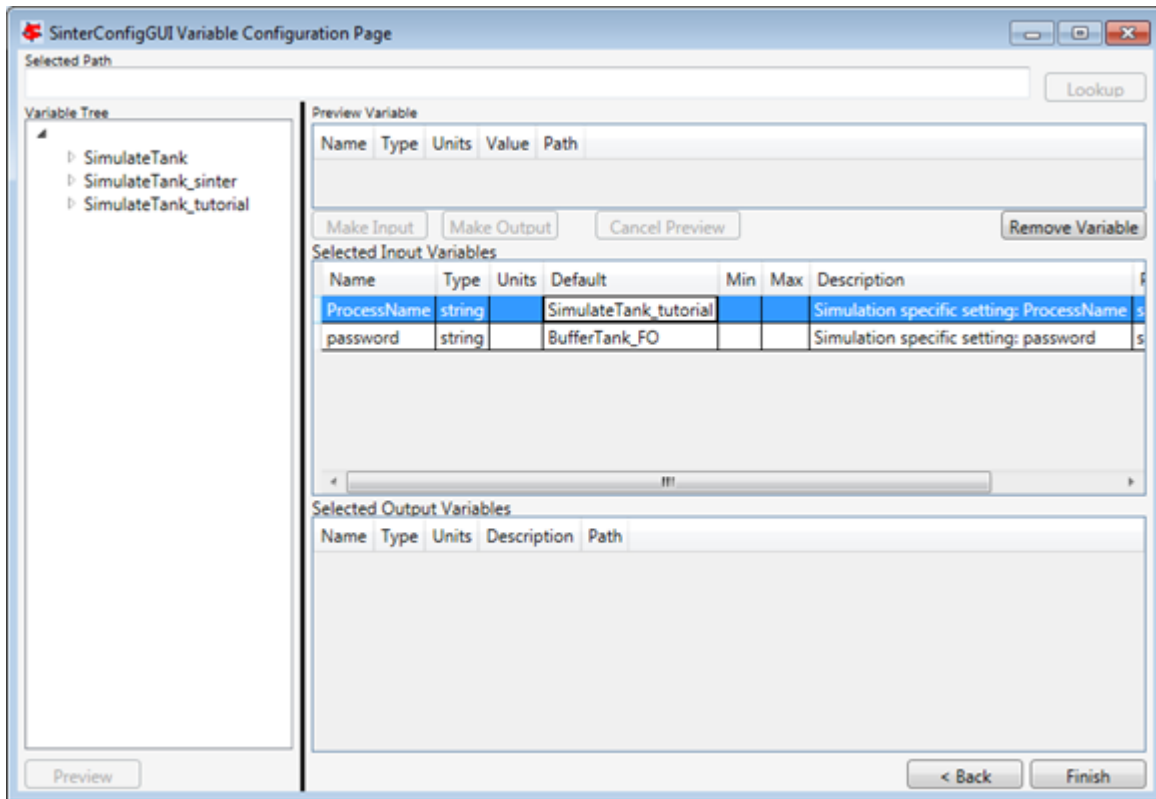 SinterConfigGUI Variable Configuration Page
Selected Path
Lookup
Variable Tree
SimulateTank
SimulateTank_sinter
SimulateTank_tutorial
Preview
Preview Variable
Name Type Units Value Path
Make Input Make Output Cancel Preview Remove Variable
Selected Input Variables
Name Type Units Default Min Max Description
ProcessName string SimulateTank_tutorial Simulation specific setting: ProcessName s
password string BufferTank_FO Simulation specific setting: password s
Selected Output Variables
Name Type Units Description Path
< Back Finish